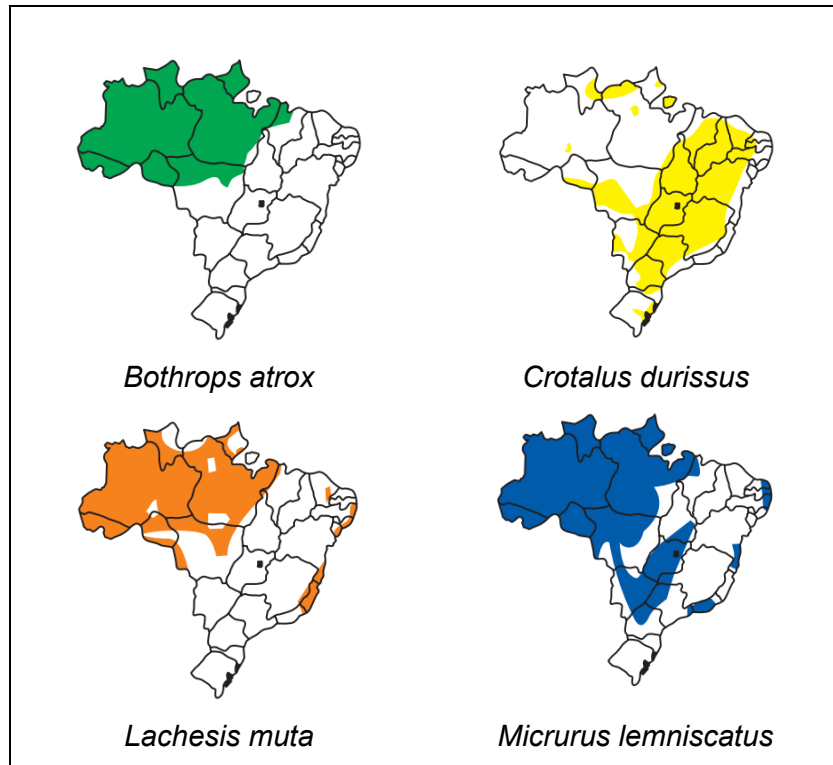 Bothrops atrox
Crotalus durissus
Lachesis muta
Micrurus lemniscatus